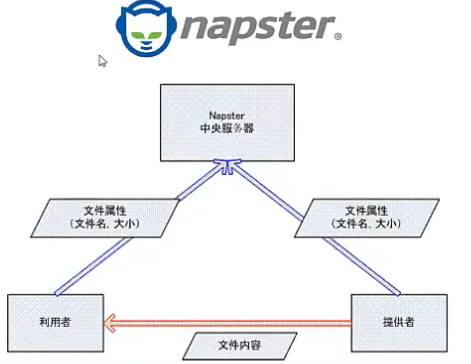 napster®
Napster
中央服务器
文件属性
（文件名，大小）
文件属性
（文件名，大小）
利用者
提供者
文件内容